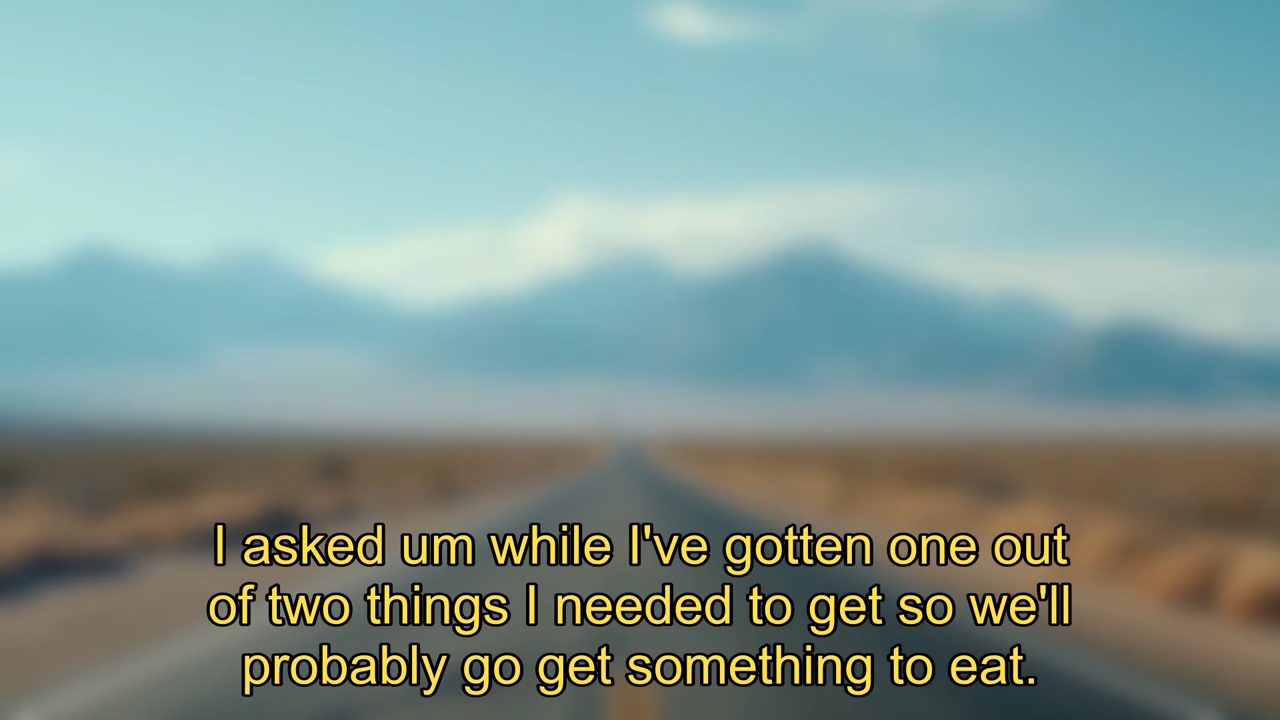 I asked um while I've gotten one out
of two things I needed to get so we'll
probably go get something to eat.